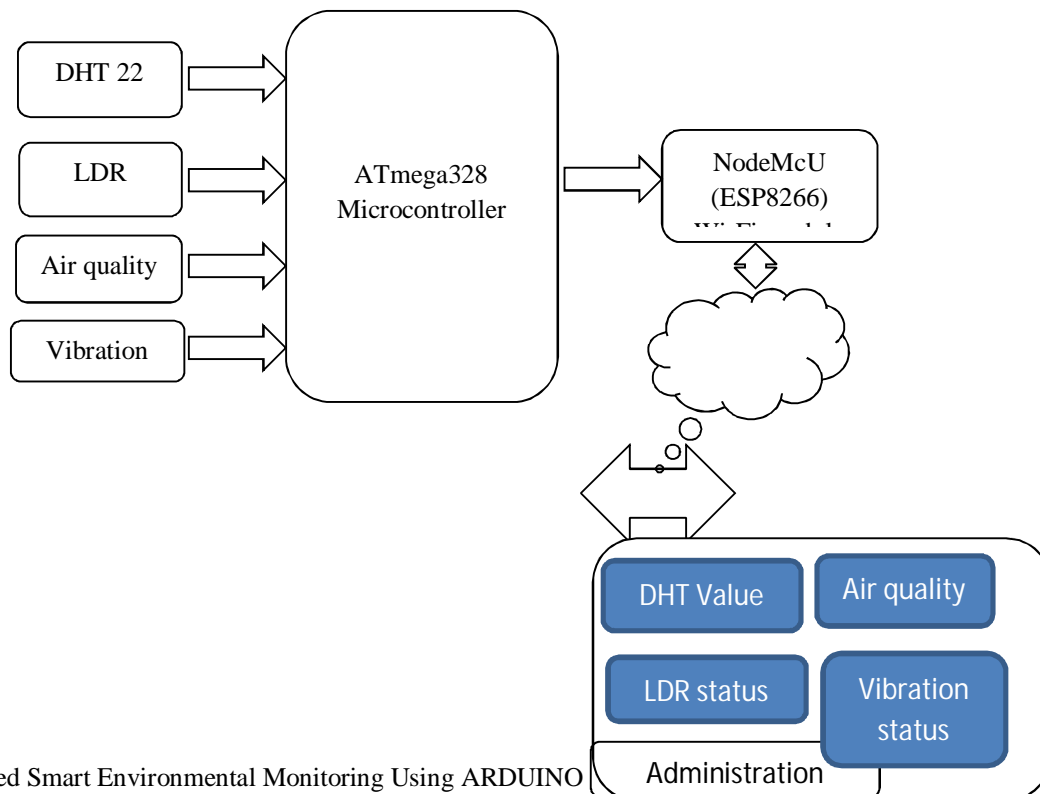 DHT 22
LDR
Air quality
Vibration
ATmega328
Microcontroller
NodeMcU
(ESP8266)
DHT Value
Air quality
LDR status
Vibration
status
Administration
Smart Environmental Monitoring Using ARDUINO